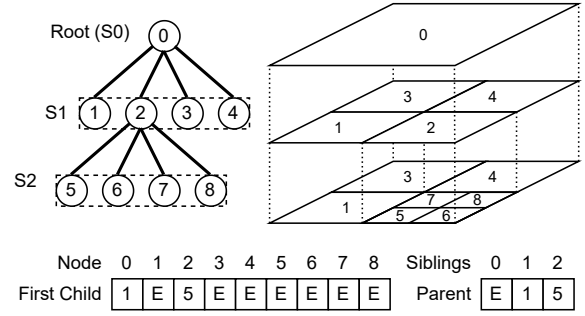 Root (S0) 0
0
S1 1 2 3 4
3 4
1 2
S2 5 6 7 8
3 4
7 8
1
5 6
Node 0 1 2 3 4 5 6 7 8
First Child 1 E 5 E E E E E E
Siblings 0 1 2
Parent E 1 5